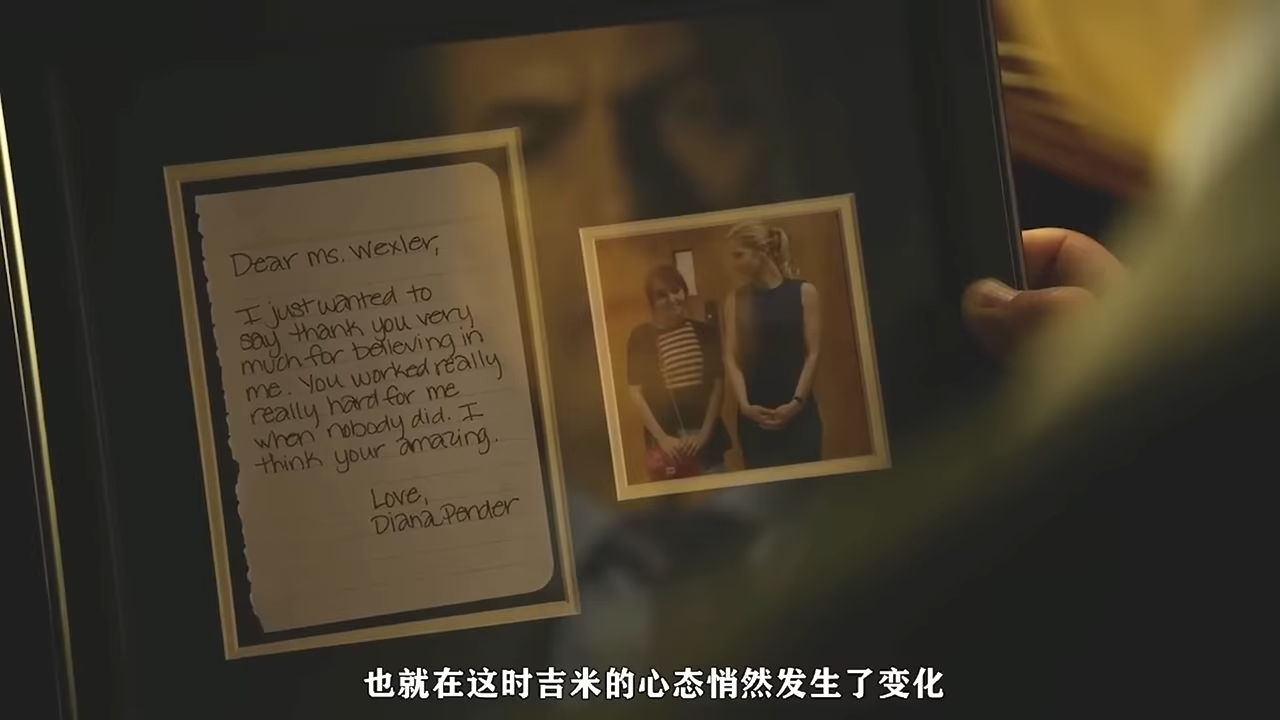 Dear Ms. Wexler,
I just wanted to
say thank you very
much for believing in
me. You worked really
really hard for me
when nobody did. I
think your amazing.
Love,
Diana Pender
也就在这时吉米的心态悄然发生了变化